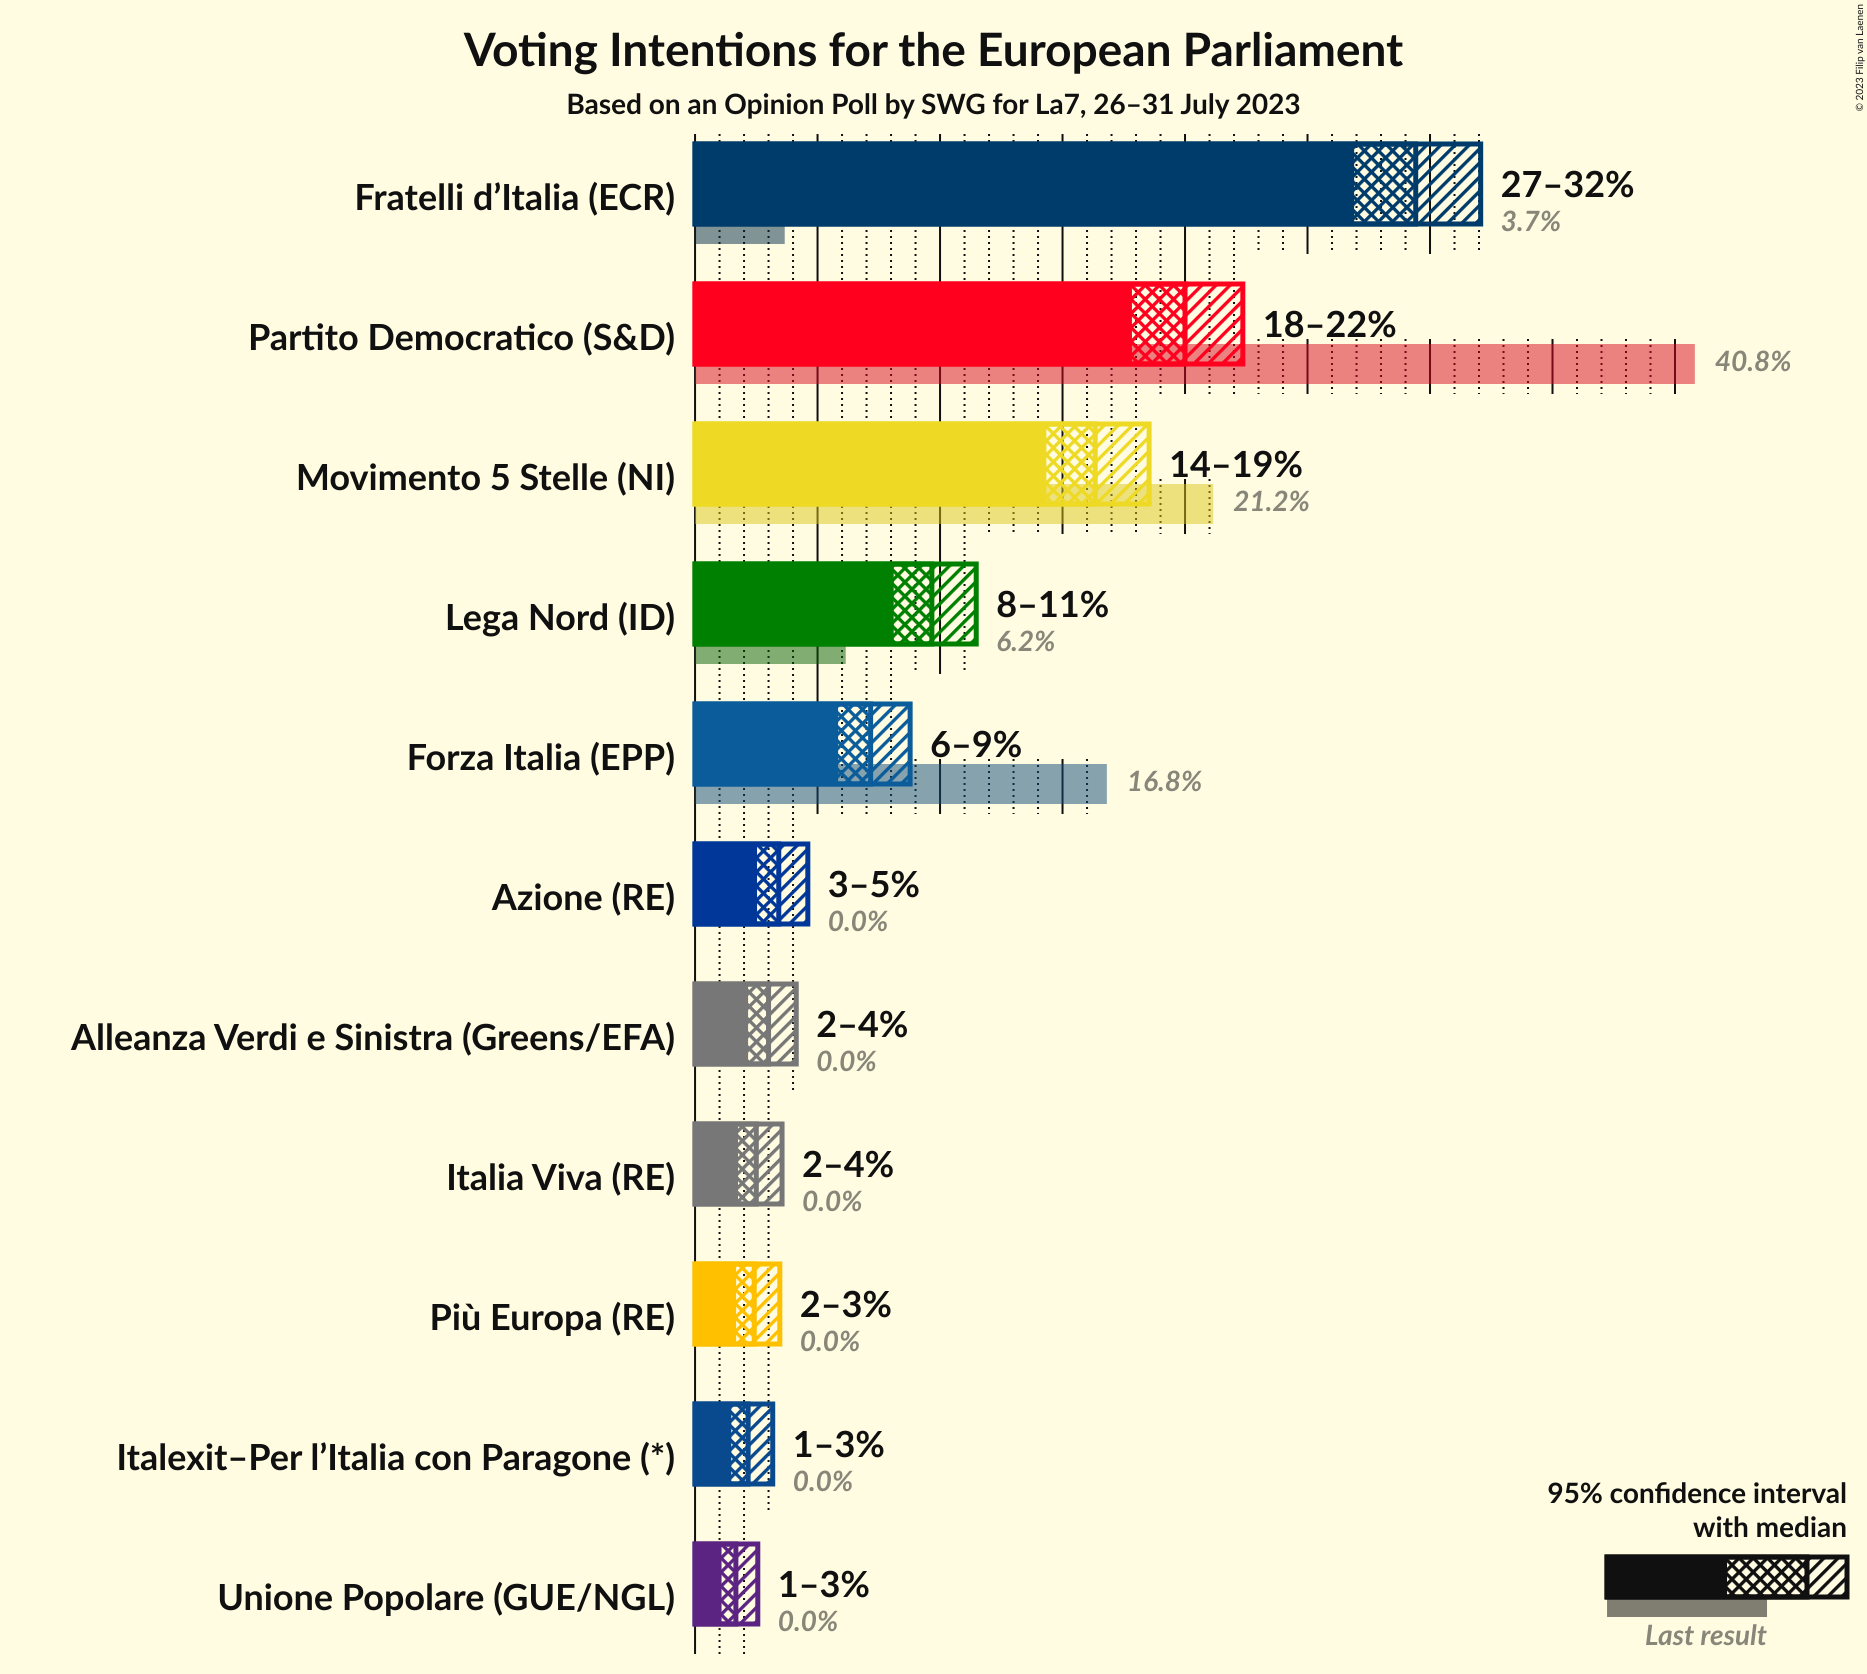 Voting Intentions for the European Parliament
Based on an Opinion Poll by SWG for La7, 26–31 July 2023
© 2023 Filip van Laenen
Fratelli d’Italia (ECR)
27–32%
3.7%
Partito Democratico (S&D)
18–22%
40.8%
Movimento 5 Stelle (NI)
14–19%
21.2%
Lega Nord (ID)
8–11%
6.2%
Forza Italia (EPP)
6–9%
16.8%
Azione (RE)
3–5%
0.0%
Alleanza Verdi e Sinistra (Greens/EFA)
2–4%
0.0%
Italia Viva (RE)
2–4%
0.0%
Più Europa (RE)
2–3%
0.0%
Italexit–Per l’Italia con Paragone (*)
1–3%
0.0%
Unione Popolare (GUE/NGL)
1–3%
0.0%
95% confidence interval
with median
Last result